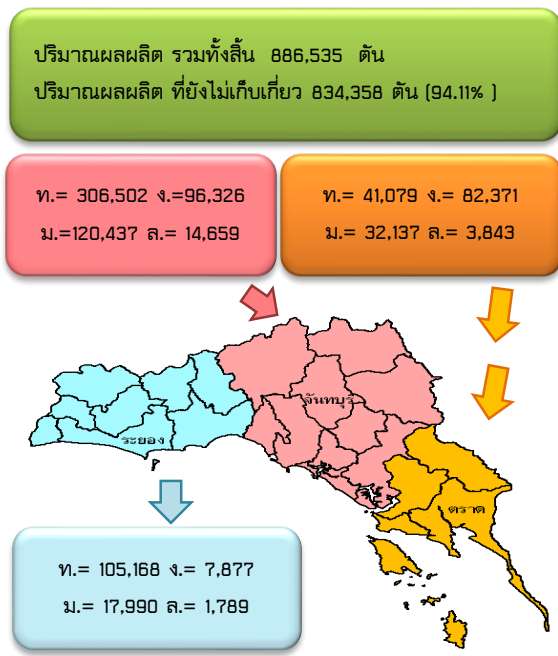 ปริมาณผลผลิต รวมทั้งสิ้น 886,535 ตัน
ปริมาณผลผลิต ที่ยังไม่เก็บเกี่ยว 834,358 ตัน (94.11% )
ท.= 306,502 ง.=96,326
ม.=120,437 ล.= 14,659
ท.= 41,079 ง.= 82,371
ม.= 32,137 ล.= 3,843
จันทบุรี
ระยอง
ตราด
ท.= 105,168 ง.= 7,877
ม.= 17,990 ล.= 1,789